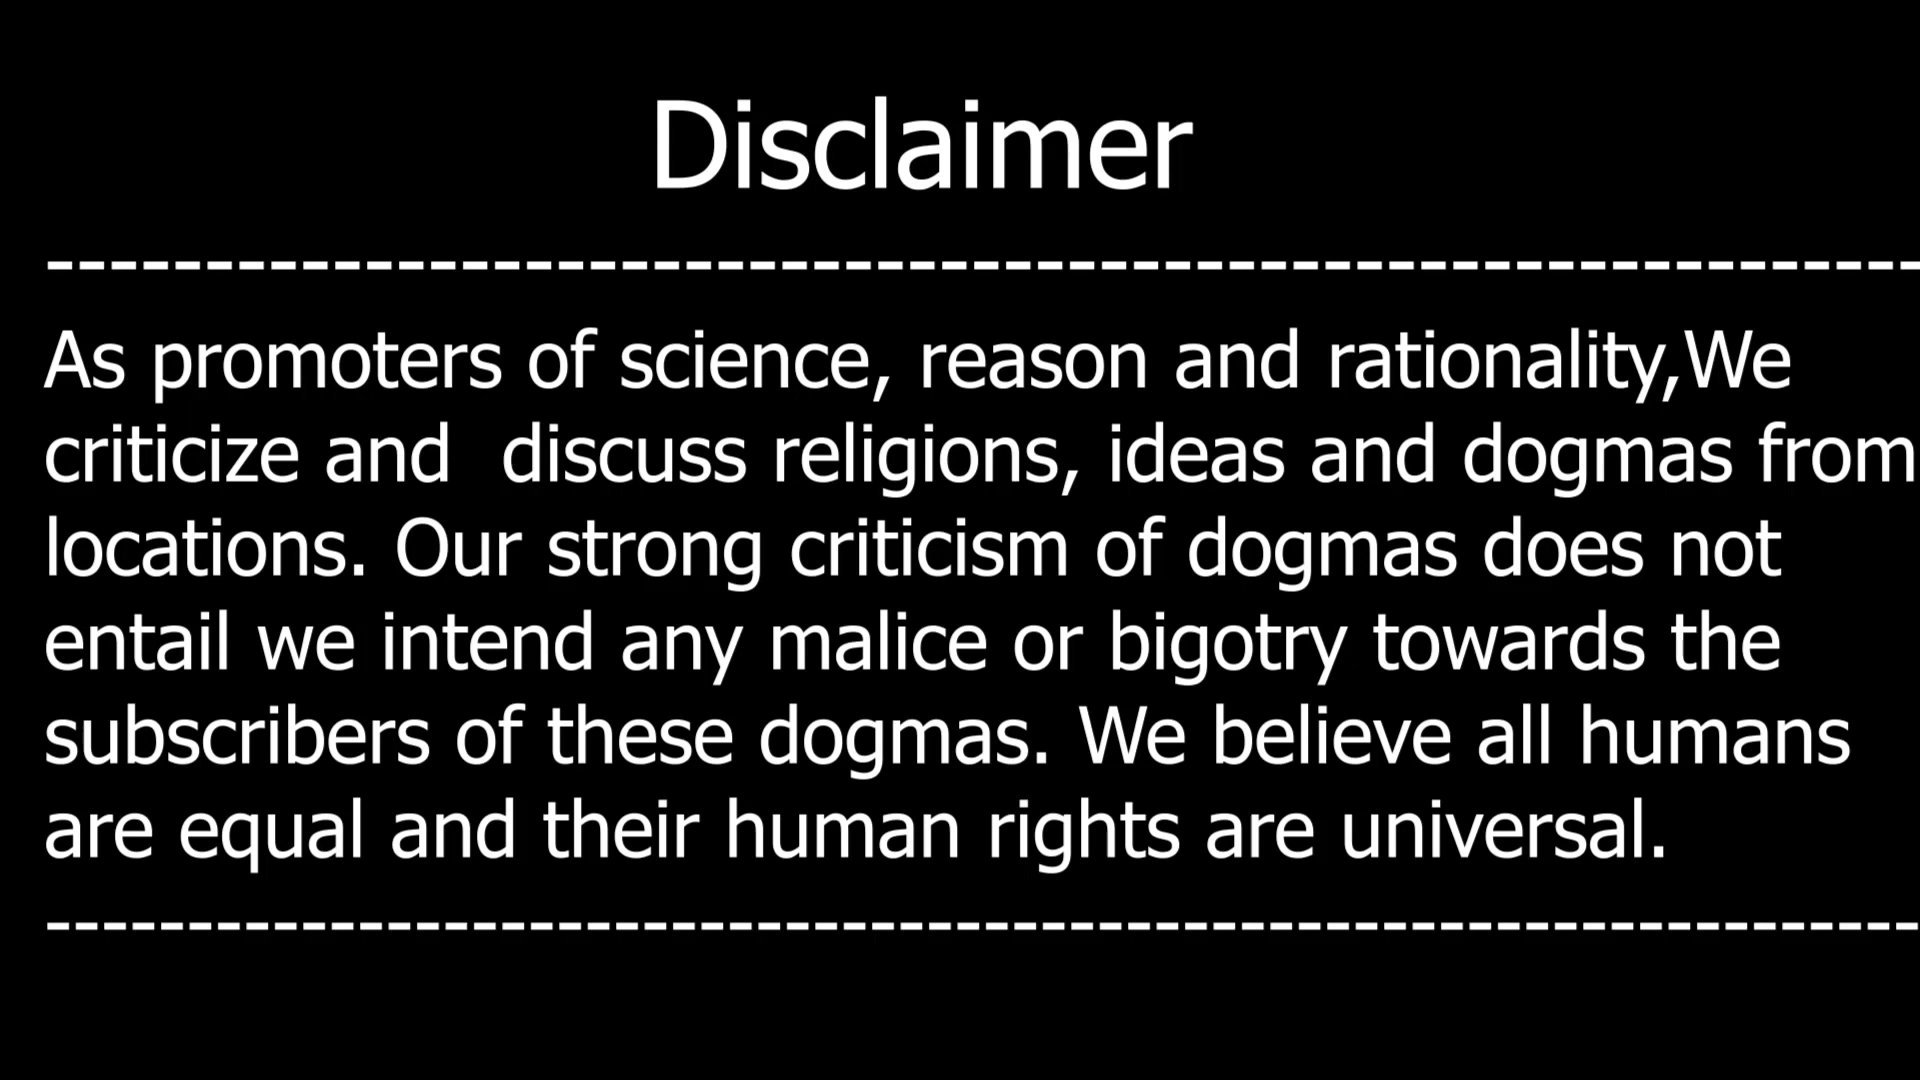 Disclaimer
------------------------------------------------------------
As promoters of science, reason and rationality,We
criticize and  discuss religions, ideas and dogmas from
locations. Our strong criticism of dogmas does not
entail we intend any malice or bigotry towards the
subscribers of these dogmas. We believe all humans
are equal and their human rights are universal.
------------------------------------------------------------------